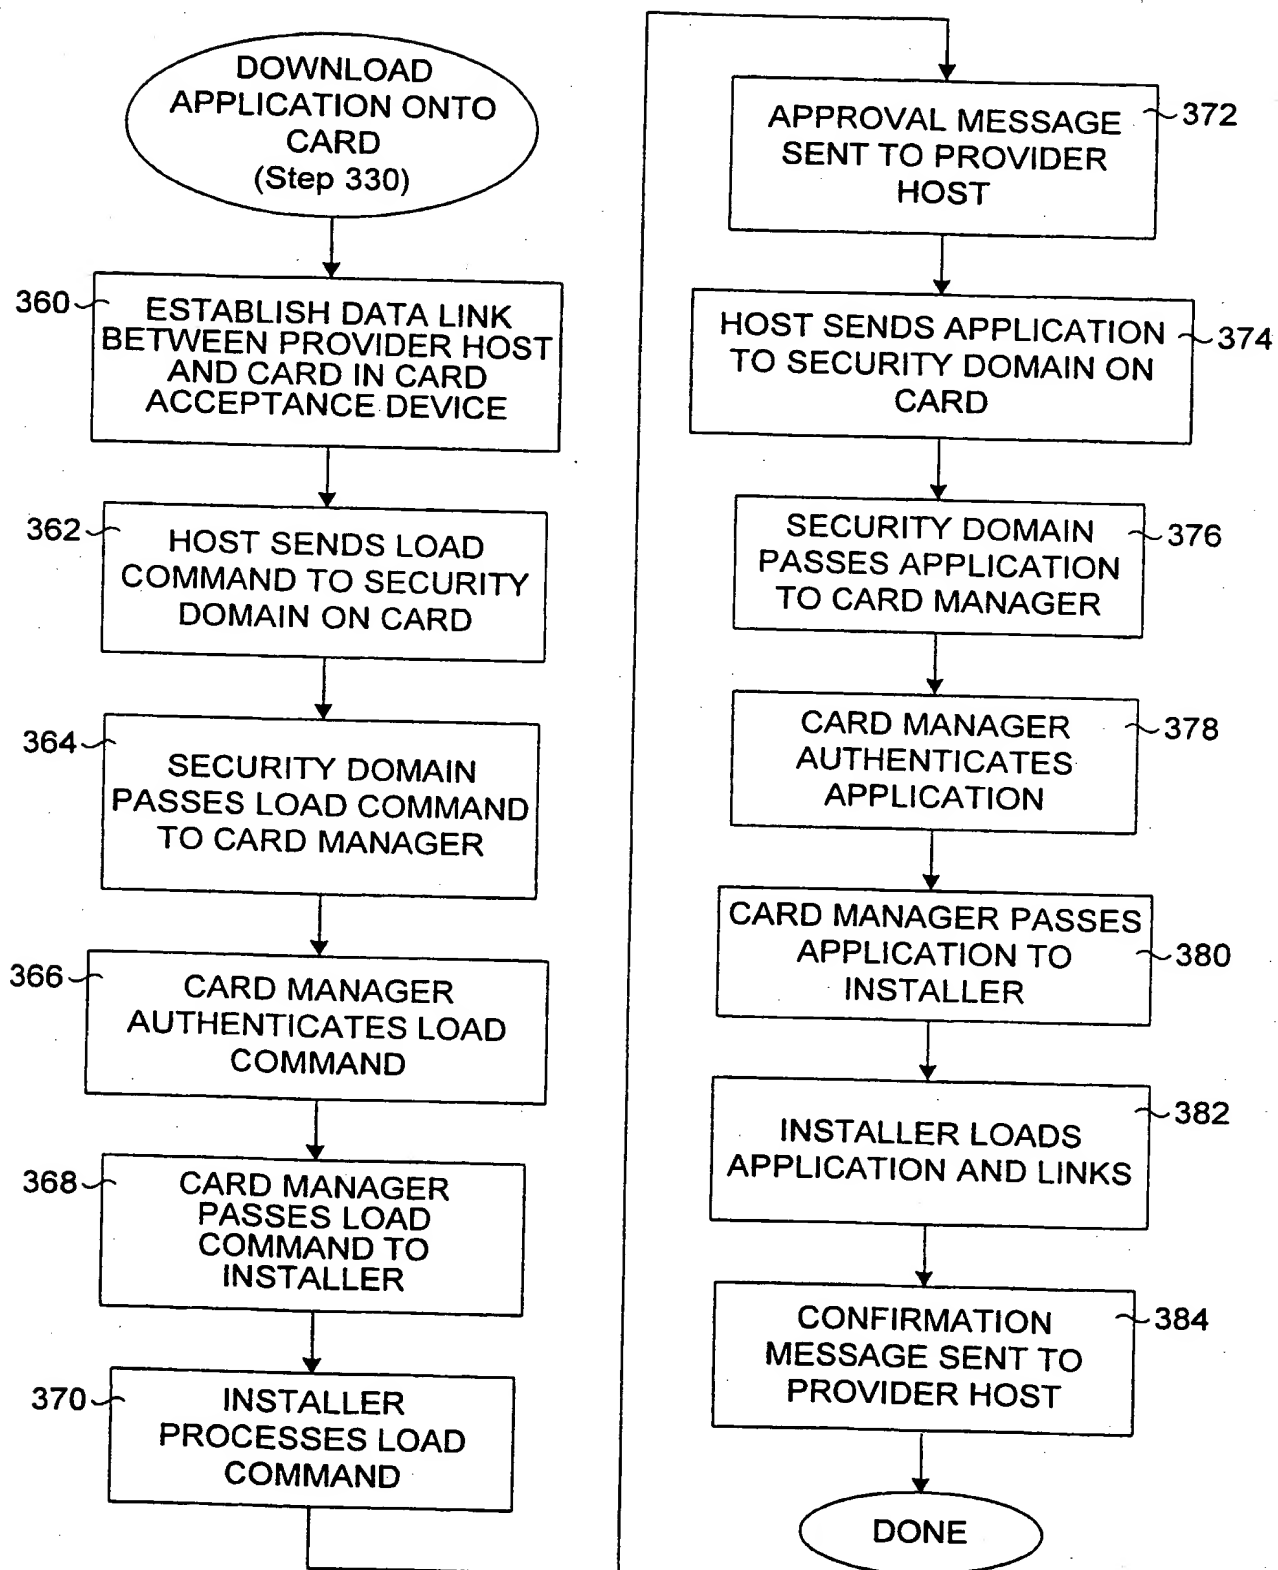 DOWNLOAD
APPLICATION ONTO
CARD
(Step 330)
360
ESTABLISH DATA LINK
BETWEEN PROVIDER HOST
AND CARD IN CARD
ACCEPTANCE DEVICE
362
HOST SENDS LOAD
COMMAND TO SECURITY
DOMAIN ON CARD
364
SECURITY DOMAIN
PASSES LOAD COMMAND
TO CARD MANAGER
366
CARD MANAGER
AUTHENTICATES LOAD
COMMAND
368
CARD MANAGER
PASSES LOAD
COMMAND TO
INSTALLER
370
INSTALLER
PROCESSES LOAD
COMMAND
372
APPROVAL MESSAGE
SENT TO PROVIDER
HOST
374
HOST SENDS APPLICATION
TO SECURITY DOMAIN ON
CARD
376
SECURITY DOMAIN
PASSES APPLICATION
TO CARD MANAGER
378
CARD MANAGER
AUTHENTICATES
APPLICATION
380
CARD MANAGER PASSES
APPLICATION TO
INSTALLER
382
INSTALLER LOADS
APPLICATION AND LINKS
384
CONFIRMATION
MESSAGE SENT TO
PROVIDER HOST
DONE